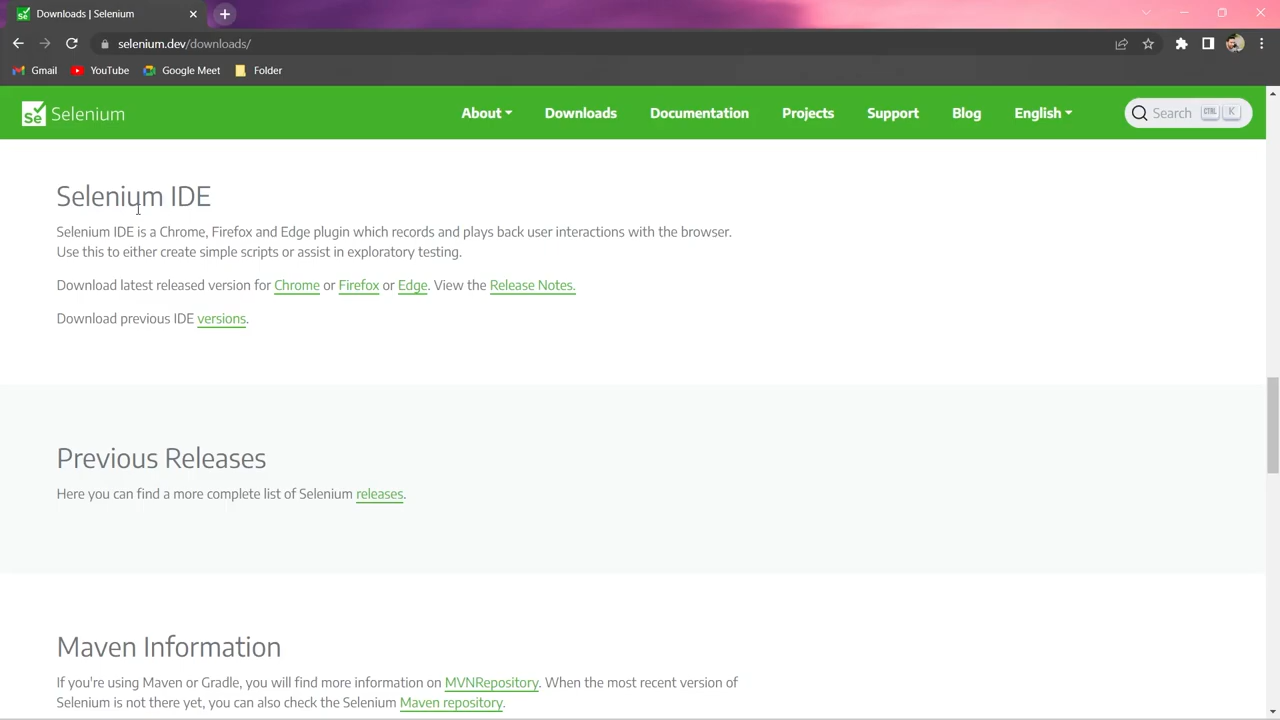 Downloads | Selenium
selenium.dev/downloads/
Gmail YouTube Google Meet Folder
Se Selenium About Downloads Documentation Projects Support Blog English Search CTRL K
Selenium IDE
Selenium IDE is a Chrome, Firefox and Edge plugin which records and plays back user interactions with the browser.
Use this to either create simple scripts or assist in exploratory testing.
Download latest released version for Chrome or Firefox or Edge. View the Release Notes.
Download previous IDE versions.
Previous Releases
Here you can find a more complete list of Selenium releases.
Maven Information
If you're using Maven or Gradle, you will find more information on MVNRepository. When the most recent version of
Selenium is not there yet, you can also check the Selenium Maven repository.